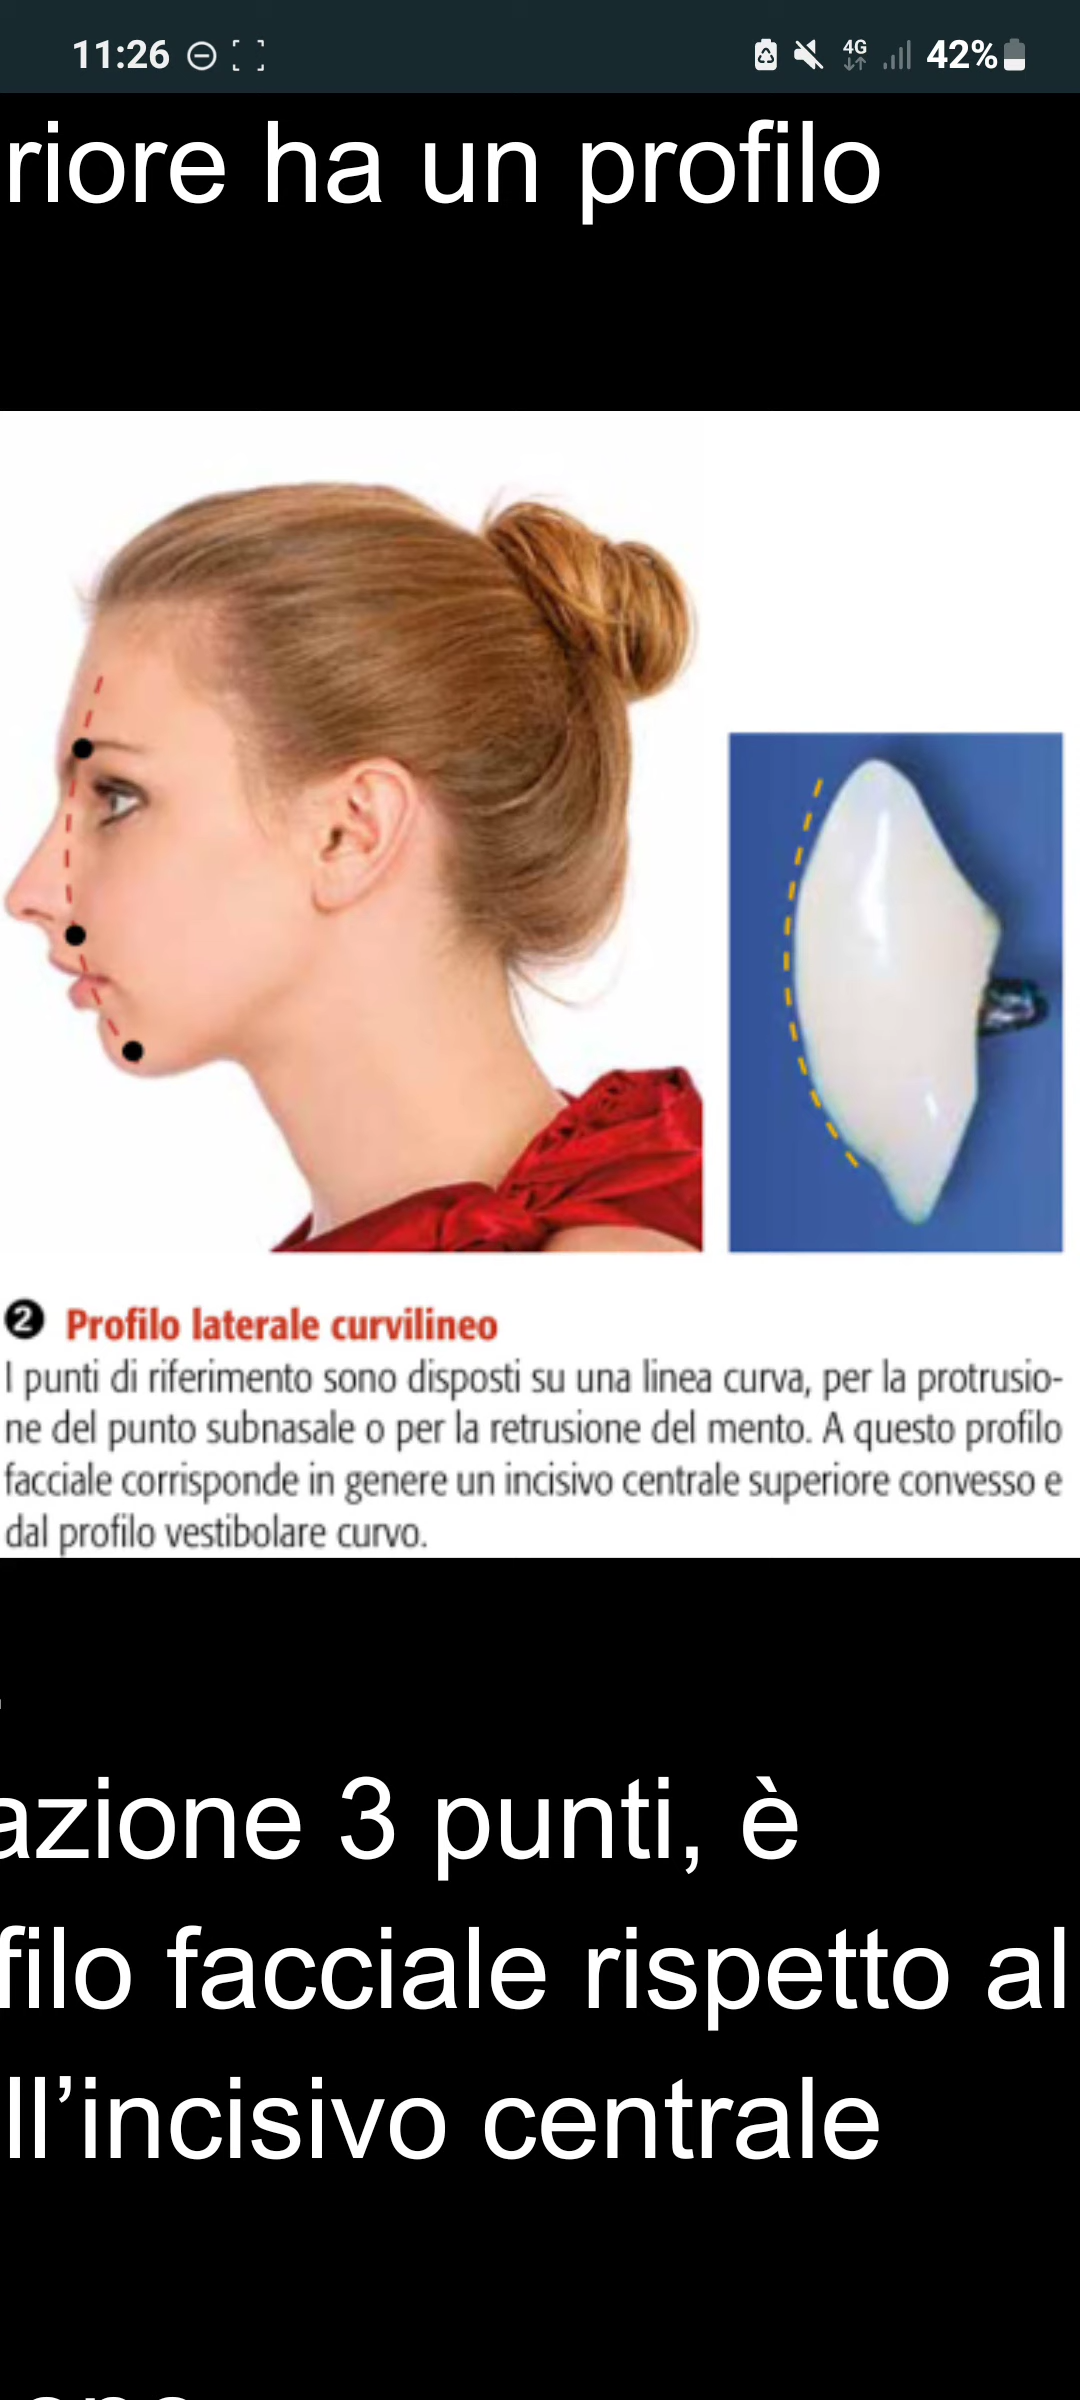 11:26
4G
42%
riore ha un profilo
2 Profilo laterale curvilineo
I punti di riferimento sono disposti su una linea curva, per la protrusio-
ne del punto subnasale o per la retrusione del mento. A questo profilo
facciale corrisponde in genere un incisivo centrale superiore convesso e
dal profilo vestibolare curvo.
azione 3 punti, è
filo facciale rispetto al
ll’incisivo centrale